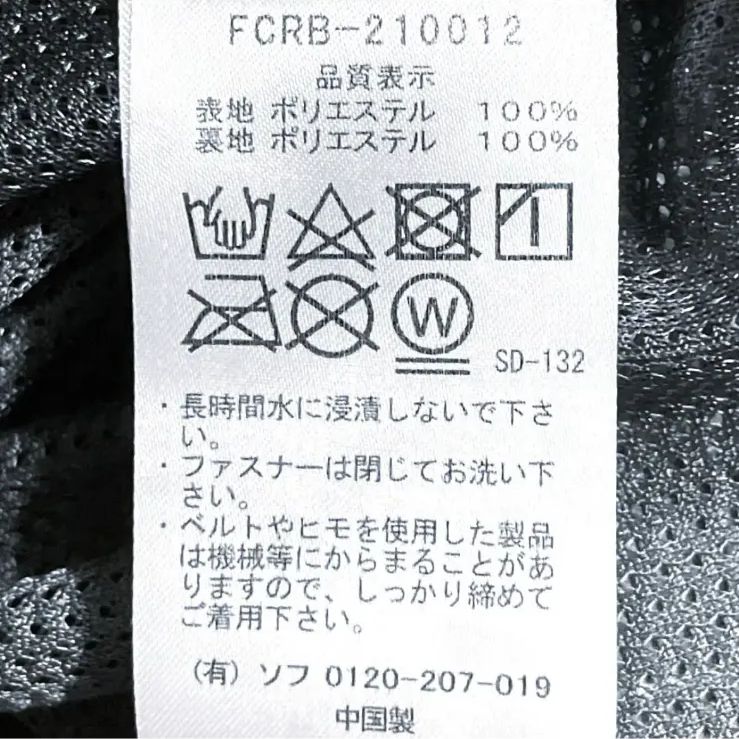 FCRB-210012
品質表示
表地 ポリエステル 100%
裏地 ポリエステル 100%
W
SD-132
・長時間水に浸漬しないで下さ
い。
・ファスナーは閉じてお洗い下
さい。
・ベルトやヒモを使用した製品
は機械等にからまることがあ
りますので、しっかり締めて
ご着用下さい。
(有) ソフ 0120-207-019
中国製